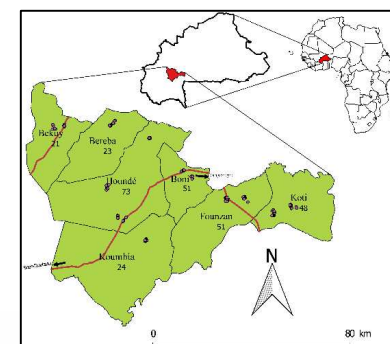 Bekuy
21
Bereba
23
Houndé
73
Boni
51
Founzan
51
Koti
48
Koumbia
24
N
0
80 km